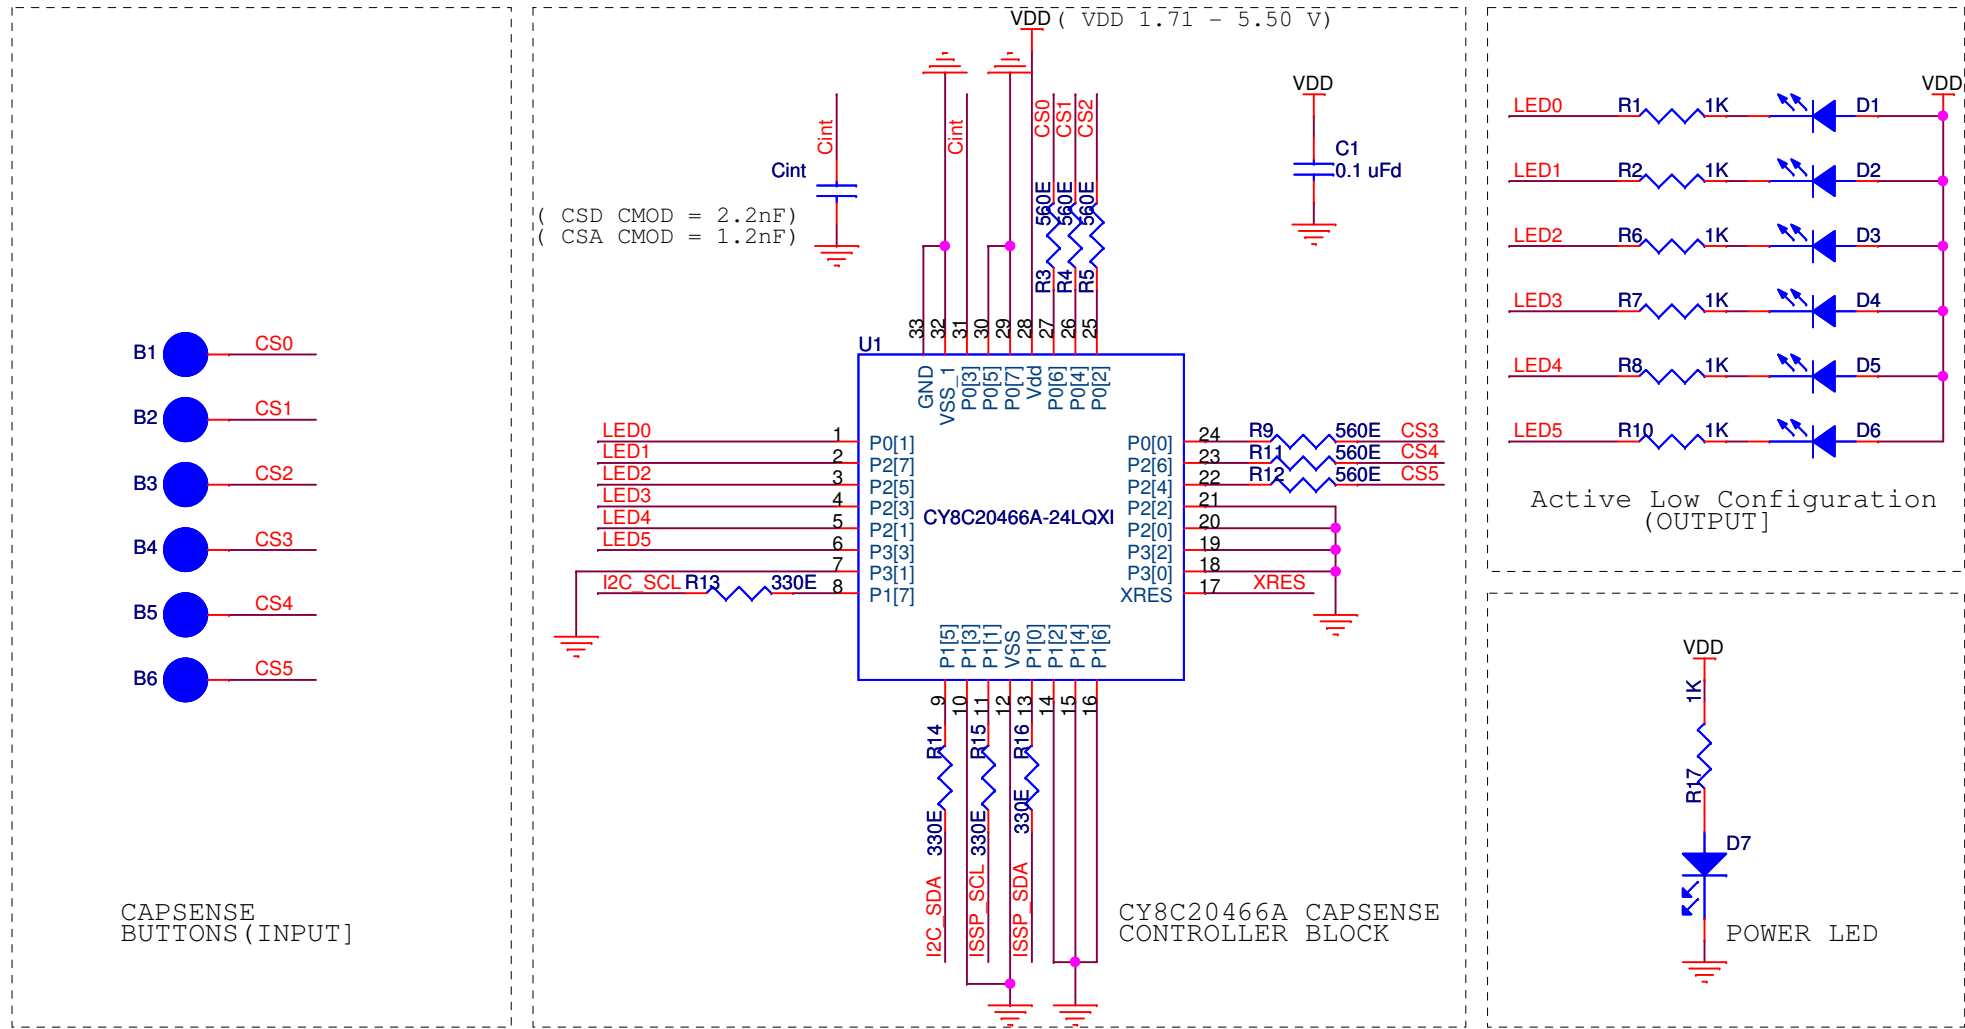 B1 CS0
B2 CS1
B3 CS2
B4 CS3
B5 CS4
B6 CS5
CAPSENSE
BUTTONS(INPUT]
VDD ( VDD 1.71 - 5.50 V)
Cint
Cint
( CSD CMOD = 2.2nF)
( CSA CMOD = 1.2nF)
Cint
CS0
CS1
CS2
560E
560E
560E
R3
R4
R5
VDD
C1
0.1 uFd
33
32
31
30
29
28
27
26
25
U1
GND
VSS_1
P0[3]
P0[5]
P0[7]
Vdd
P0[6]
P0[4]
P0[2]
LED0 1 P0[1]
LED1 2 P2[7]
LED2 3 P2[5]
LED3 4 P2[3]
LED4 5 P2[1]
LED5 6 P3[3]
7 P3[1]
I2C_SCL R13 330E 8 P1[7]
CY8C20466A-24LQXI
P0[0] 24 R9 560E CS3
P2[6] 23 R11 560E CS4
P2[4] 22 R12 560E CS5
P2[2] 21
P2[0] 20
P3[2] 19
P3[0] 18
XRES 17 XRES
P1[5]
P1[3]
P1[1]
VSS
P1[0]
P1[2]
P1[4]
P1[6]
9
10
11
12
13
14
15
16
R14
R15
R16
330E
330E
330E
I2C_SDA
ISSP_SCL
ISSP_SDA
CY8C20466A CAPSENSE
CONTROLLER BLOCK
VDD
LED0 R1 1K D1
LED1 R2 1K D2
LED2 R6 1K D3
LED3 R7 1K D4
LED4 R8 1K D5
LED5 R10 1K D6
Active Low Configuration
(OUTPUT]
VDD
1K
R17
D7
POWER LED